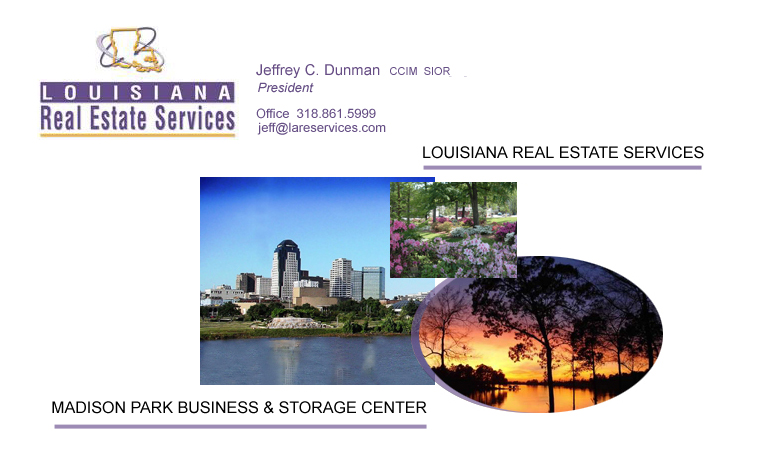 LOUISIANA
Real Estate Services
Jeffrey C. Dunman CCIM SIOR
President
Office 318.861.5999
jeff@lareservices.com
LOUISIANA REAL ESTATE SERVICES
MADISON PARK BUSINESS & STORAGE CENTER